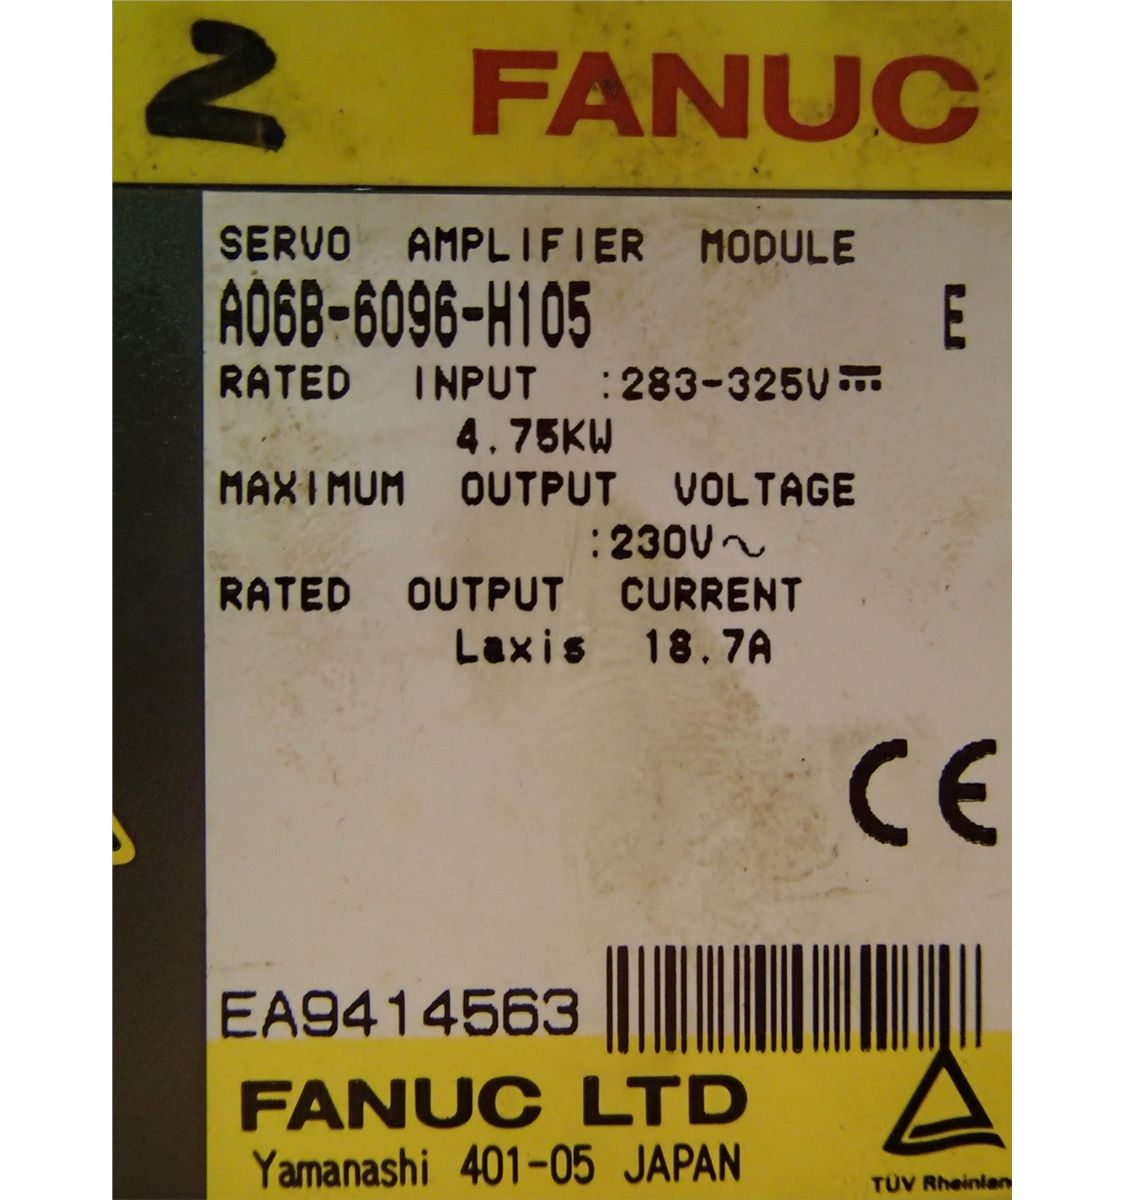 2 FANUC
SERVO AMPLIFIER MODULE
A06B-6096-H105 E
RATED INPUT :283-325V⎓
4.75KW
MAXIMUM OUTPUT VOLTAGE
:230V~
RATED OUTPUT CURRENT
Laxis 18.7A
CE
EA9414563
FANUC LTD
Yamanashi 401-05 JAPAN
TÜV Rheinlan